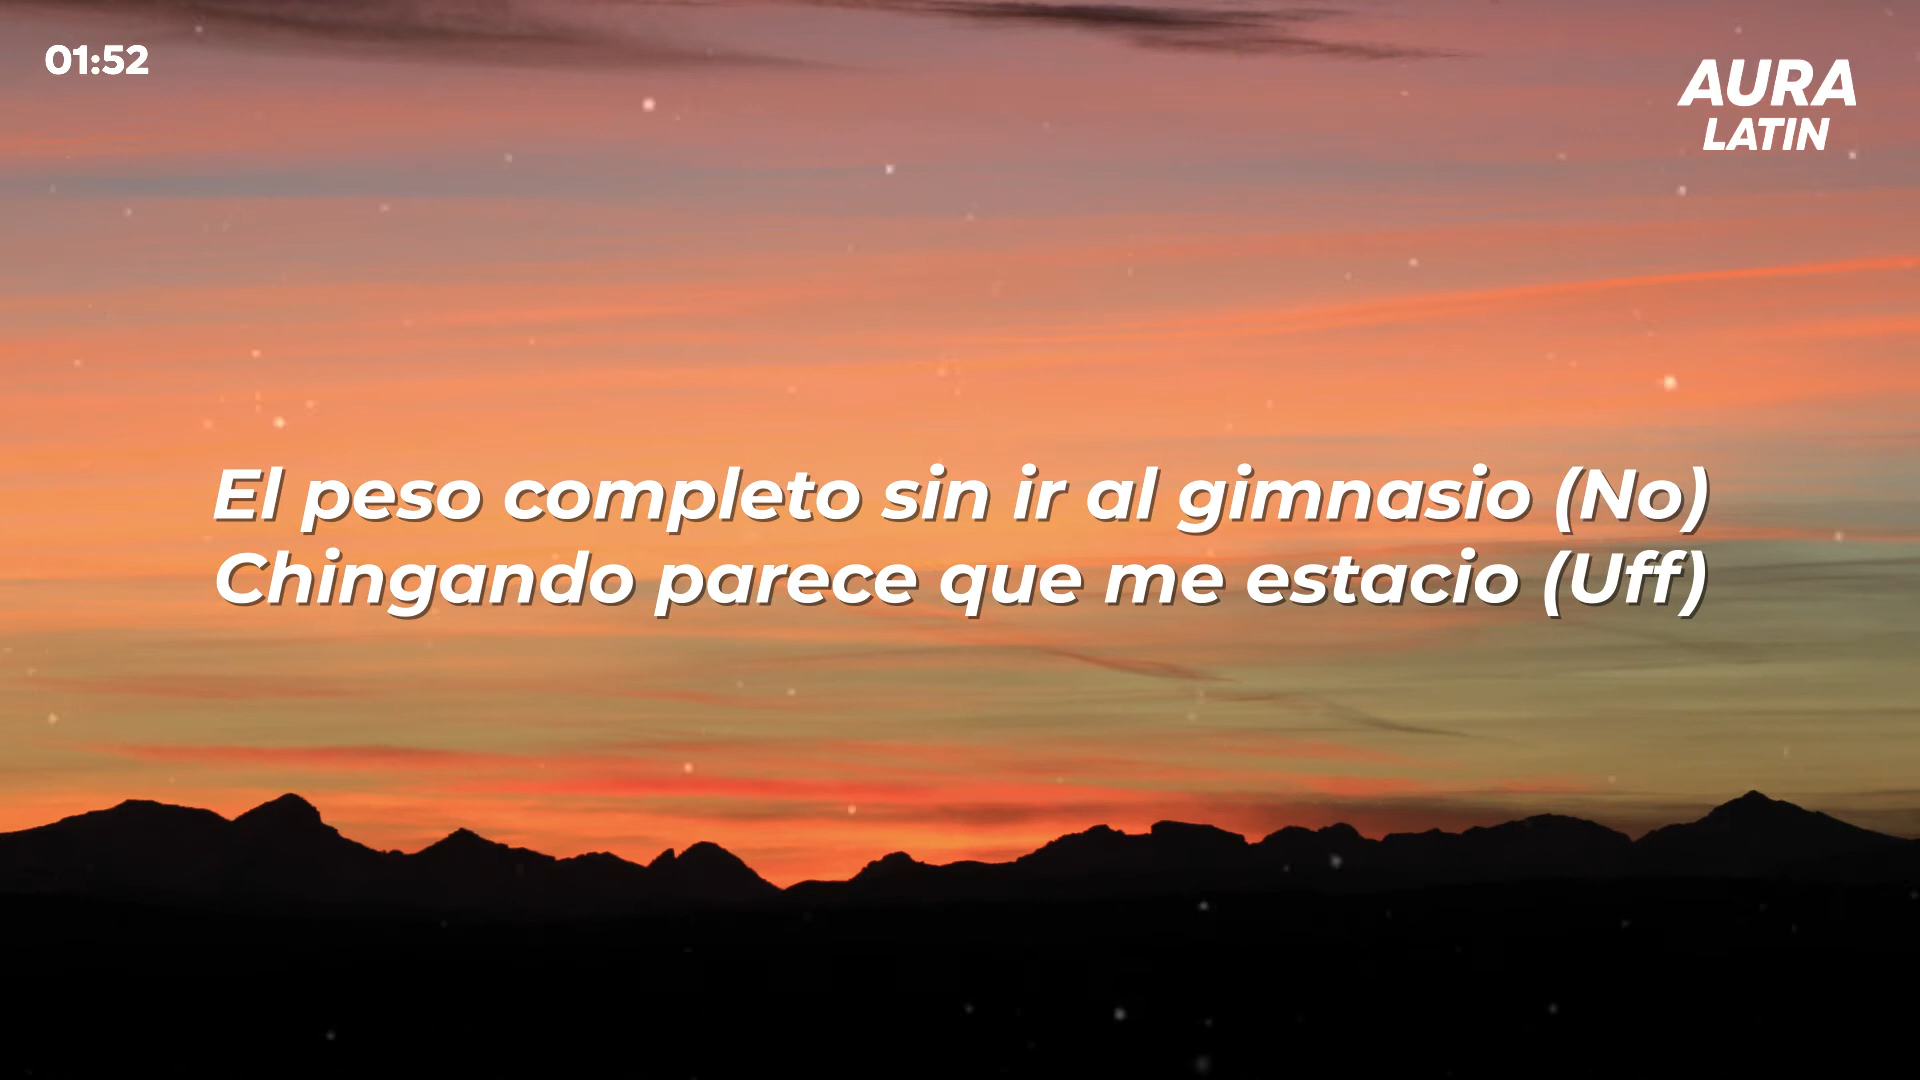 01:52
AURA
LATIN
El peso completo sin ir al gimnasio (No)
Chingando parece que me estacio (Uff)